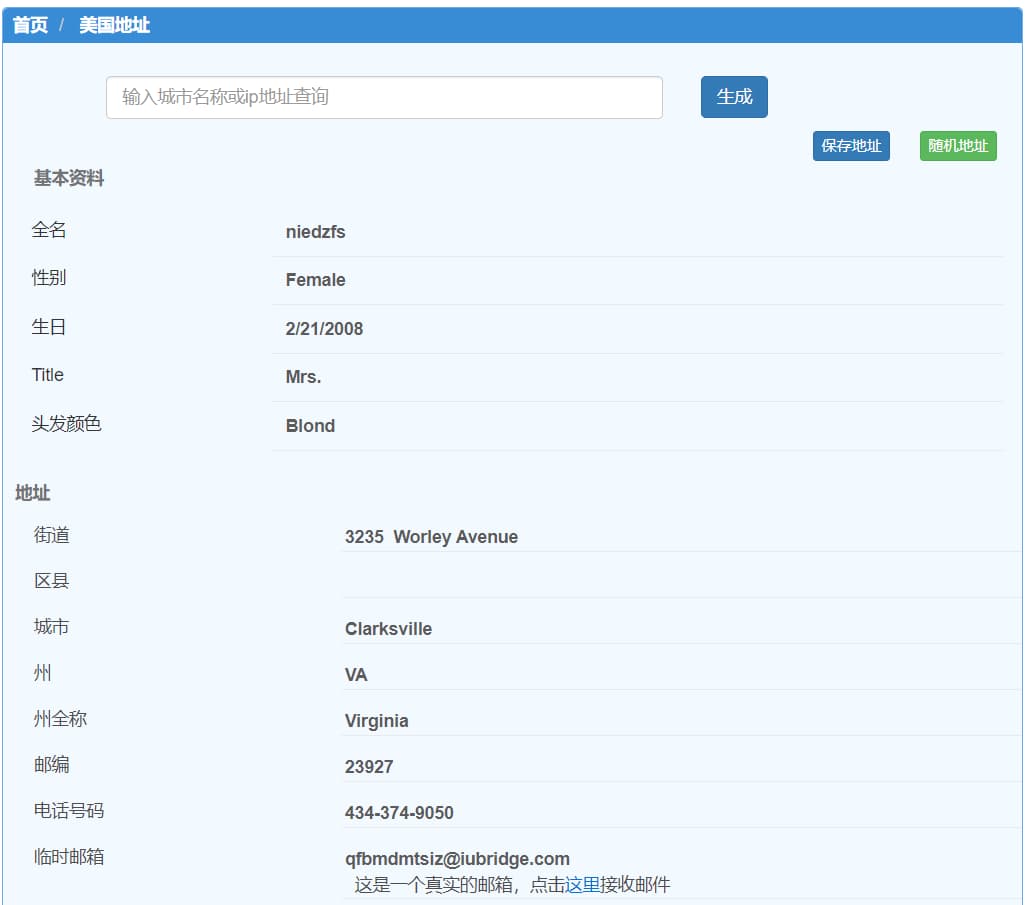 首页 / 美国地址
输入城市名称或ip地址查询 生成
保存地址 随机地址
基本资料
全名 niedzfs
性别 Female
生日 2/21/2008
Title Mrs.
头发颜色 Blond
地址
街道 3235 Worley Avenue
区县
城市 Clarksville
州 VA
州全称 Virginia
邮编 23927
电话号码 434-374-9050
临时邮箱 qfbmdmtsiz@iubridge.com
这是一个真实的邮箱，点击这里接收邮件